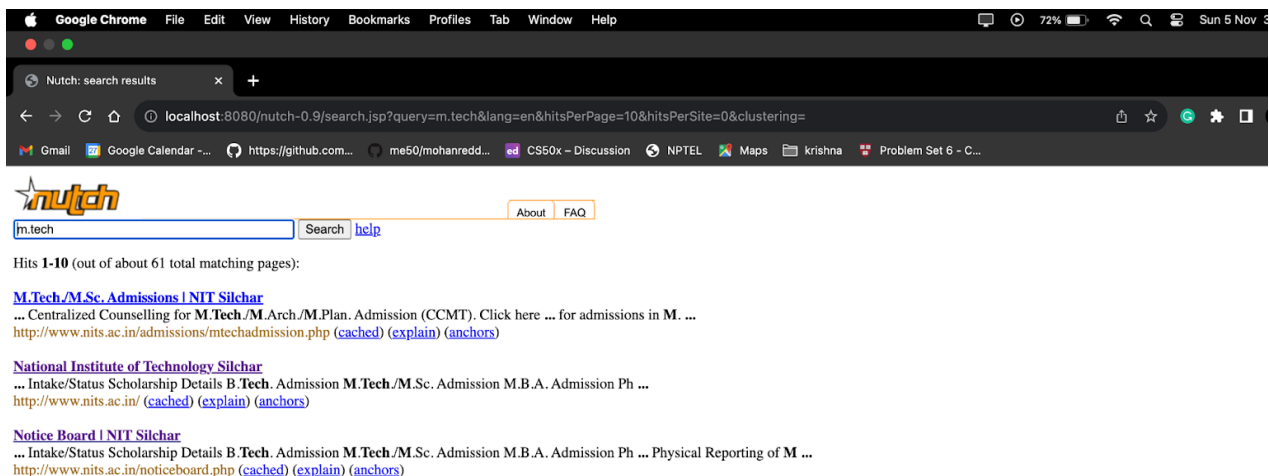 Google Chrome File Edit View History Bookmarks Profiles Tab Window Help 72% Sun 5 Nov 3
Nutch: search results
localhost:8080/nutch-0.9/search.jsp?query=m.tech&lang=en&hitsPerPage=10&hitsPerSite=0&clustering=
Gmail Google Calendar -... https://github.com... me50/mohanredd... ed CS50x – Discussion NPTEL Maps krishna Problem Set 6 - C...
nutch
About FAQ
m.tech Search help
Hits 1-10 (out of about 61 total matching pages):
M.Tech./M.Sc. Admissions | NIT Silchar
... Centralized Counselling for M.Tech./M.Arch./M.Plan. Admission (CCMT). Click here ... for admissions in M. ...
http://www.nits.ac.in/admissions/mtechadmission.php (cached) (explain) (anchors)
National Institute of Technology Silchar
... Intake/Status Scholarship Details B.Tech. Admission M.Tech./M.Sc. Admission M.B.A. Admission Ph ...
http://www.nits.ac.in/ (cached) (explain) (anchors)
Notice Board | NIT Silchar
... Intake/Status Scholarship Details B.Tech. Admission M.Tech./M.Sc. Admission M.B.A. Admission Ph ... Physical Reporting of M ...
http://www.nits.ac.in/noticeboard.php (cached) (explain) (anchors)